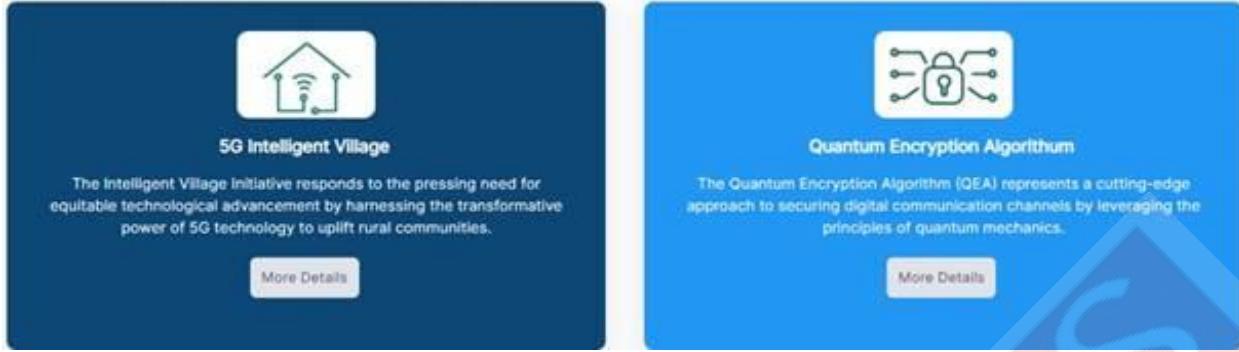 5G Intelligent Village
The Intelligent Village Initiative responds to the pressing need for
equitable technological advancement by harnessing the transformative
power of 5G technology to uplift rural communities.
More Details
Quantum Encryption Algorithum
The Quantum Encryption Algorithm (QEA) represents a cutting-edge
approach to securing digital communication channels by leveraging the
principles of quantum mechanics.
More Details
S